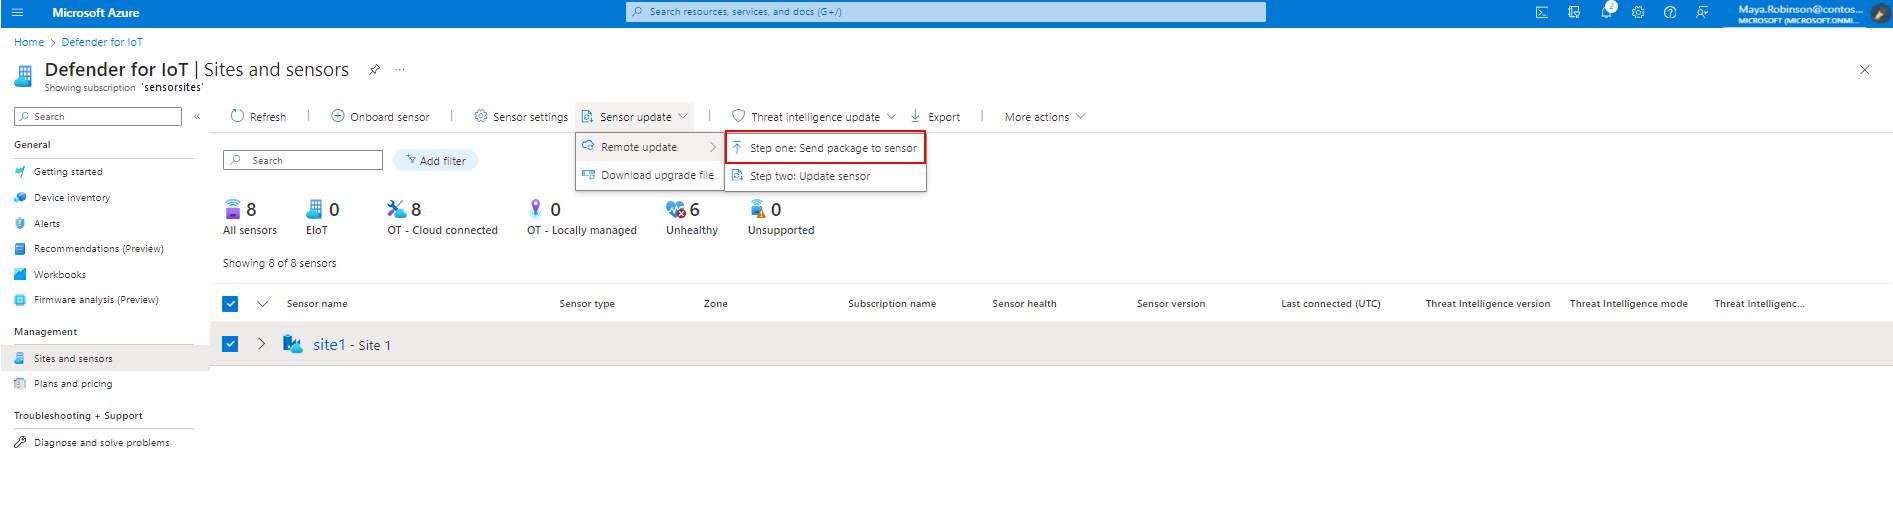 Microsoft Azure
Search resources, services, and docs (G+/)
2
Maya.Robinson@contos...
MICROSOFT (MICROSOFT.ONMI...
Home > Defender for IoT
Defender for IoT | Sites and sensors
...
Showing subscription 'sensorsites'
Search
«
Refresh
Onboard sensor
Sensor settings
Sensor update
Threat intelligence update
Export
More actions
General
Getting started
Device inventory
Alerts
Recommendations (Preview)
Workbooks
Firmware analysis (Preview)
Management
Sites and sensors
Plans and pricing
Troubleshooting + Support
Diagnose and solve problems
Remote update
Download upgrade file
Step one: Send package to sensor
Step two: Update sensor
Search
Add filter
8
All sensors
0
EIoT
8
OT - Cloud connected
0
OT - Locally managed
6
Unhealthy
0
Unsupported
Showing 8 of 8 sensors
Sensor name
Sensor type
Zone
Subscription name
Sensor health
Sensor version
Last connected (UTC)
Threat Intelligence version
Threat Intelligence mode
Threat Intelligenc...
site1 - Site 1